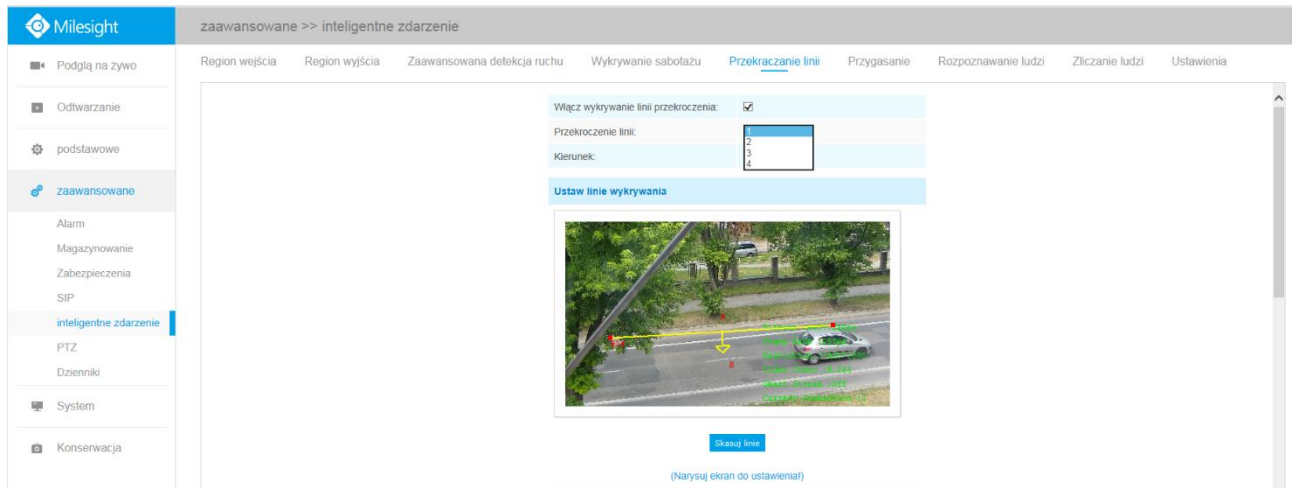 Milesight
zaawansowane >> inteligentne zdarzenie
Podglą na żywo
Odtwarzanie
podstawowe
zaawansowane
Alarm
Magazynowanie
Zabezpieczenia
SIP
inteligentne zdarzenie
PTZ
Dzienniki
System
Konserwacja
Region wejścia Region wyjścia Zaawansowana detekcja ruchu Wykrywanie sabotażu Przekraczanie linii Przygasanie Rozpoznawanie ludzi Zliczanie ludzi Ustawienia
Włącz wykrywanie linii przekroczenia:
Przekroczenie linii:
1
2
3
4
Kierunek:
Ustaw linie wykrywania
A
B
Skasuj linie
(Narysuj ekran do ustawienia!)